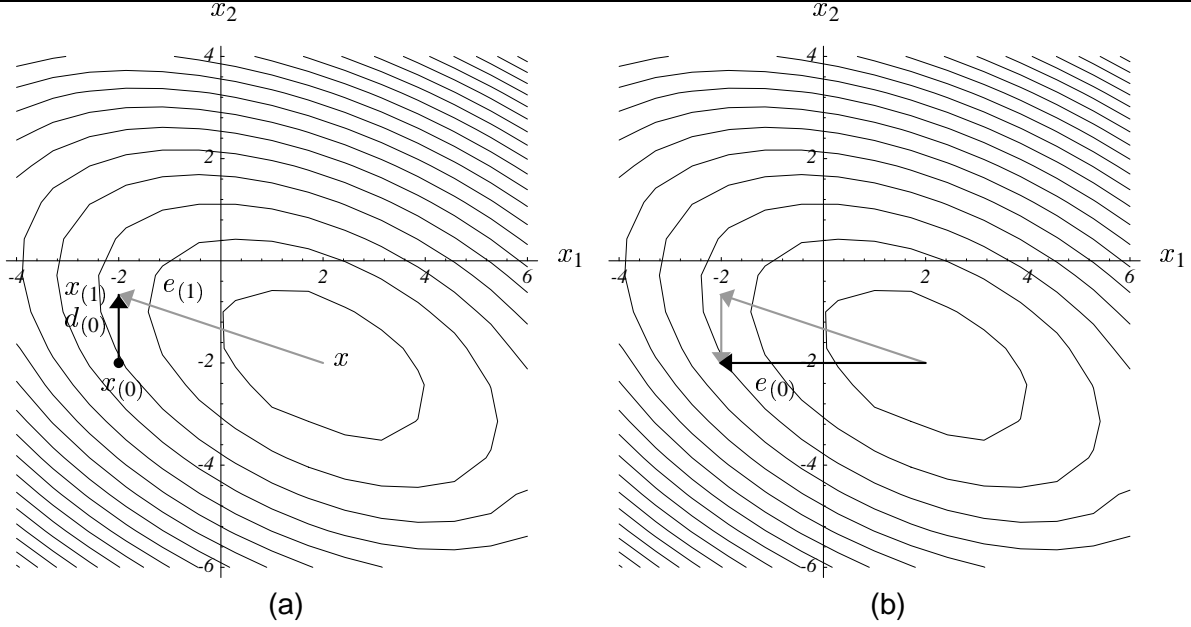 x₂
4
2
-4 -2 2 4 6 x₁
x₍₁₎ e₍₁₎
d₍₀₎
-2 x
x₍₀₎
-4
-6
(a)
x₂
4
2
-4 -2 2 4 6 x₁
2
e₍₀₎
-4
-6
(b)